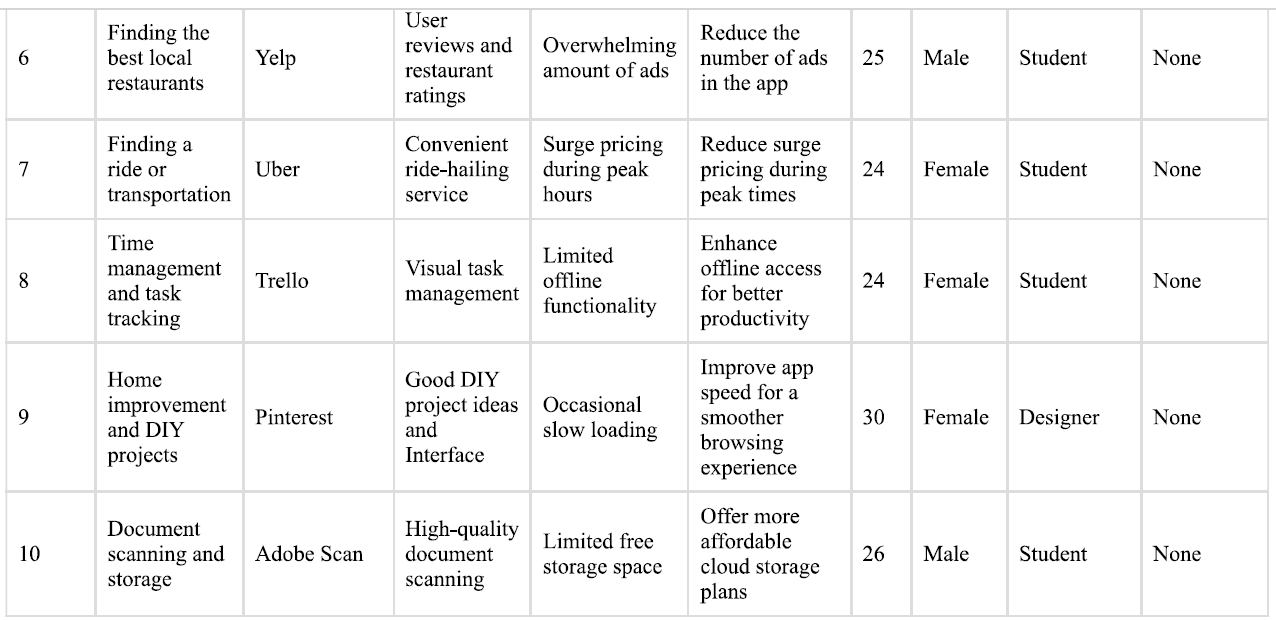 6
Finding the
best local
restaurants
Yelp
User
reviews and
restaurant
ratings
Overwhelming
amount of ads
Reduce the
number of ads
in the app
25
Male
Student
None
7
Finding a
ride or
transportation
Uber
Convenient
ride-hailing
service
Surge pricing
during peak
hours
Reduce surge
pricing during
peak times
24
Female
Student
None
8
Time
management
and task
tracking
Trello
Visual task
management
Limited
offline
functionality
Enhance
offline access
for better
productivity
24
Female
Student
None
9
Home
improvement
and DIY
projects
Pinterest
Good DIY
project ideas
and
Interface
Occasional
slow loading
Improve app
speed for a
smoother
browsing
experience
30
Female
Designer
None
10
Document
scanning and
storage
Adobe Scan
High-quality
document
scanning
Limited free
storage space
Offer more
affordable
cloud storage
plans
26
Male
Student
None